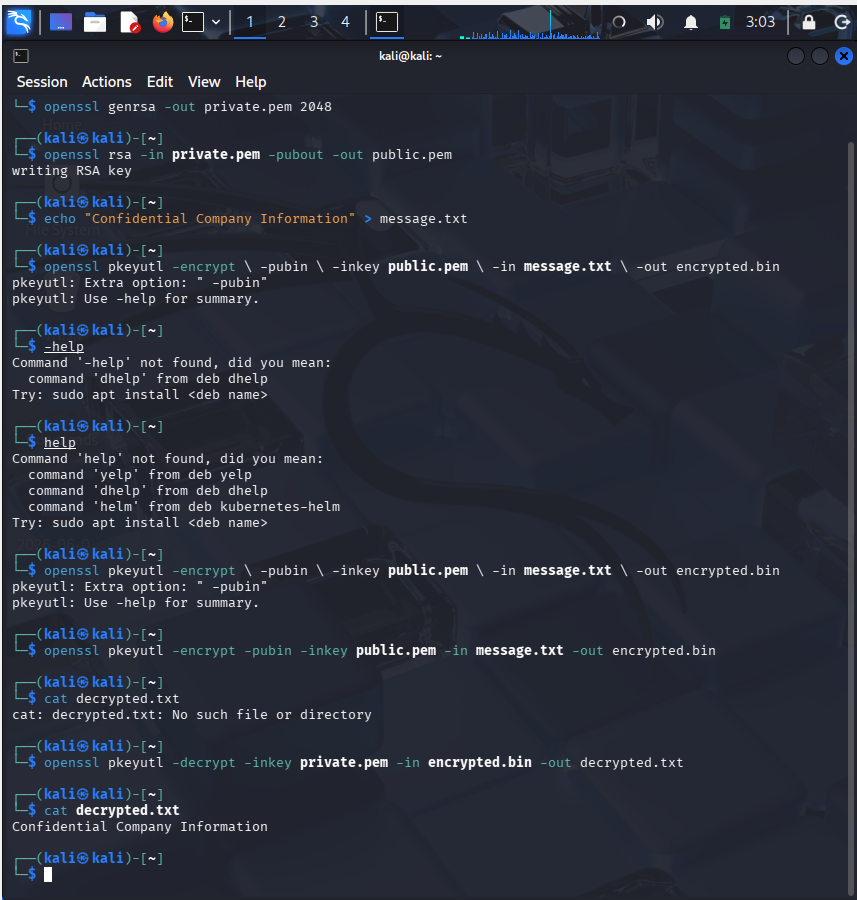 1 2 3 4 3:03
kali@kali: ~
Session Actions Edit View Help
└─$ openssl genrsa -out private.pem 2048
┌──(kali㉿kali)-[~]
└─$ openssl rsa -in private.pem -pubout -out public.pem
writing RSA key
┌──(kali㉿kali)-[~]
└─$ echo "Confidential Company Information" > message.txt
┌──(kali㉿kali)-[~]
└─$ openssl pkeyutl -encrypt \ -pubin \ -inkey public.pem \ -in message.txt \ -out encrypted.bin
pkeyutl: Extra option: " -pubin"
pkeyutl: Use -help for summary.
┌──(kali㉿kali)-[~]
└─$ -help
Command '-help' not found, did you mean:
  command 'dhelp' from deb dhelp
Try: sudo apt install <deb name>
┌──(kali㉿kali)-[~]
└─$ help
Command 'help' not found, did you mean:
  command 'yelp' from deb yelp
  command 'dhelp' from deb dhelp
  command 'helm' from deb kubernetes-helm
Try: sudo apt install <deb name>
┌──(kali㉿kali)-[~]
└─$ openssl pkeyutl -encrypt \ -pubin \ -inkey public.pem \ -in message.txt \ -out encrypted.bin
pkeyutl: Extra option: " -pubin"
pkeyutl: Use -help for summary.
┌──(kali㉿kali)-[~]
└─$ openssl pkeyutl -encrypt -pubin -inkey public.pem -in message.txt -out encrypted.bin
┌──(kali㉿kali)-[~]
└─$ cat decrypted.txt
cat: decrypted.txt: No such file or directory
┌──(kali㉿kali)-[~]
└─$ openssl pkeyutl -decrypt -inkey private.pem -in encrypted.bin -out decrypted.txt
┌──(kali㉿kali)-[~]
└─$ cat decrypted.txt
Confidential Company Information
┌──(kali㉿kali)-[~]
└─$